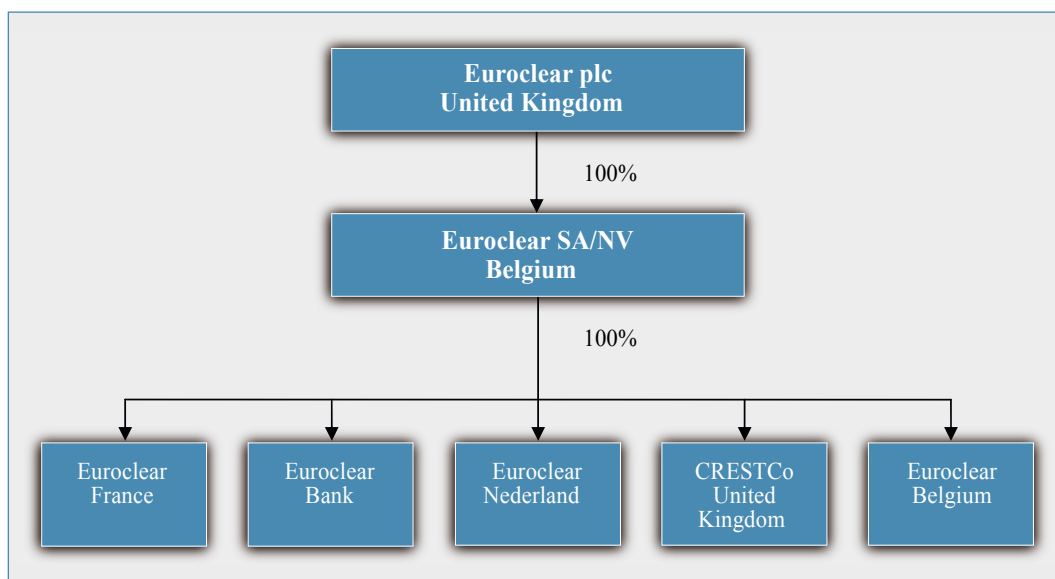 Euroclear plc
United Kingdom
100%
Euroclear SA/NV
Belgium
100%
Euroclear
France
Euroclear
Bank
Euroclear
Nederland
CRESTCo
United
Kingdom
Euroclear
Belgium